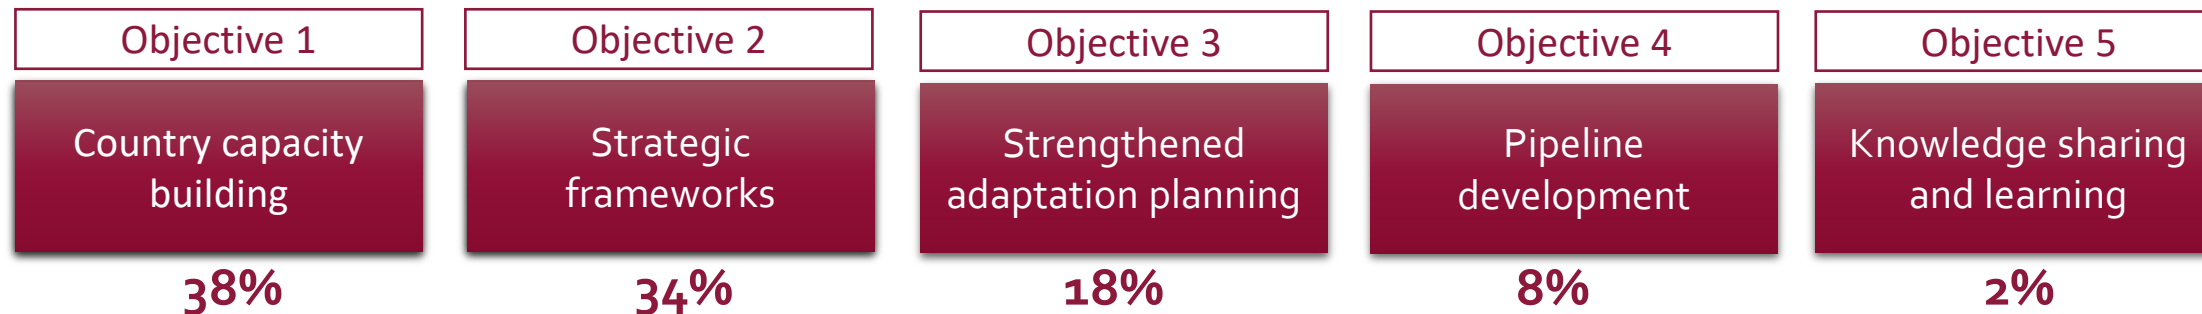 Objective 1
Objective 2
Objective 3
Objective 4
Objective 5
Country capacity
building
Strategic
frameworks
Strengthened
adaptation planning
Pipeline
development
Knowledge sharing
and learning
38%
34%
18%
8%
2%